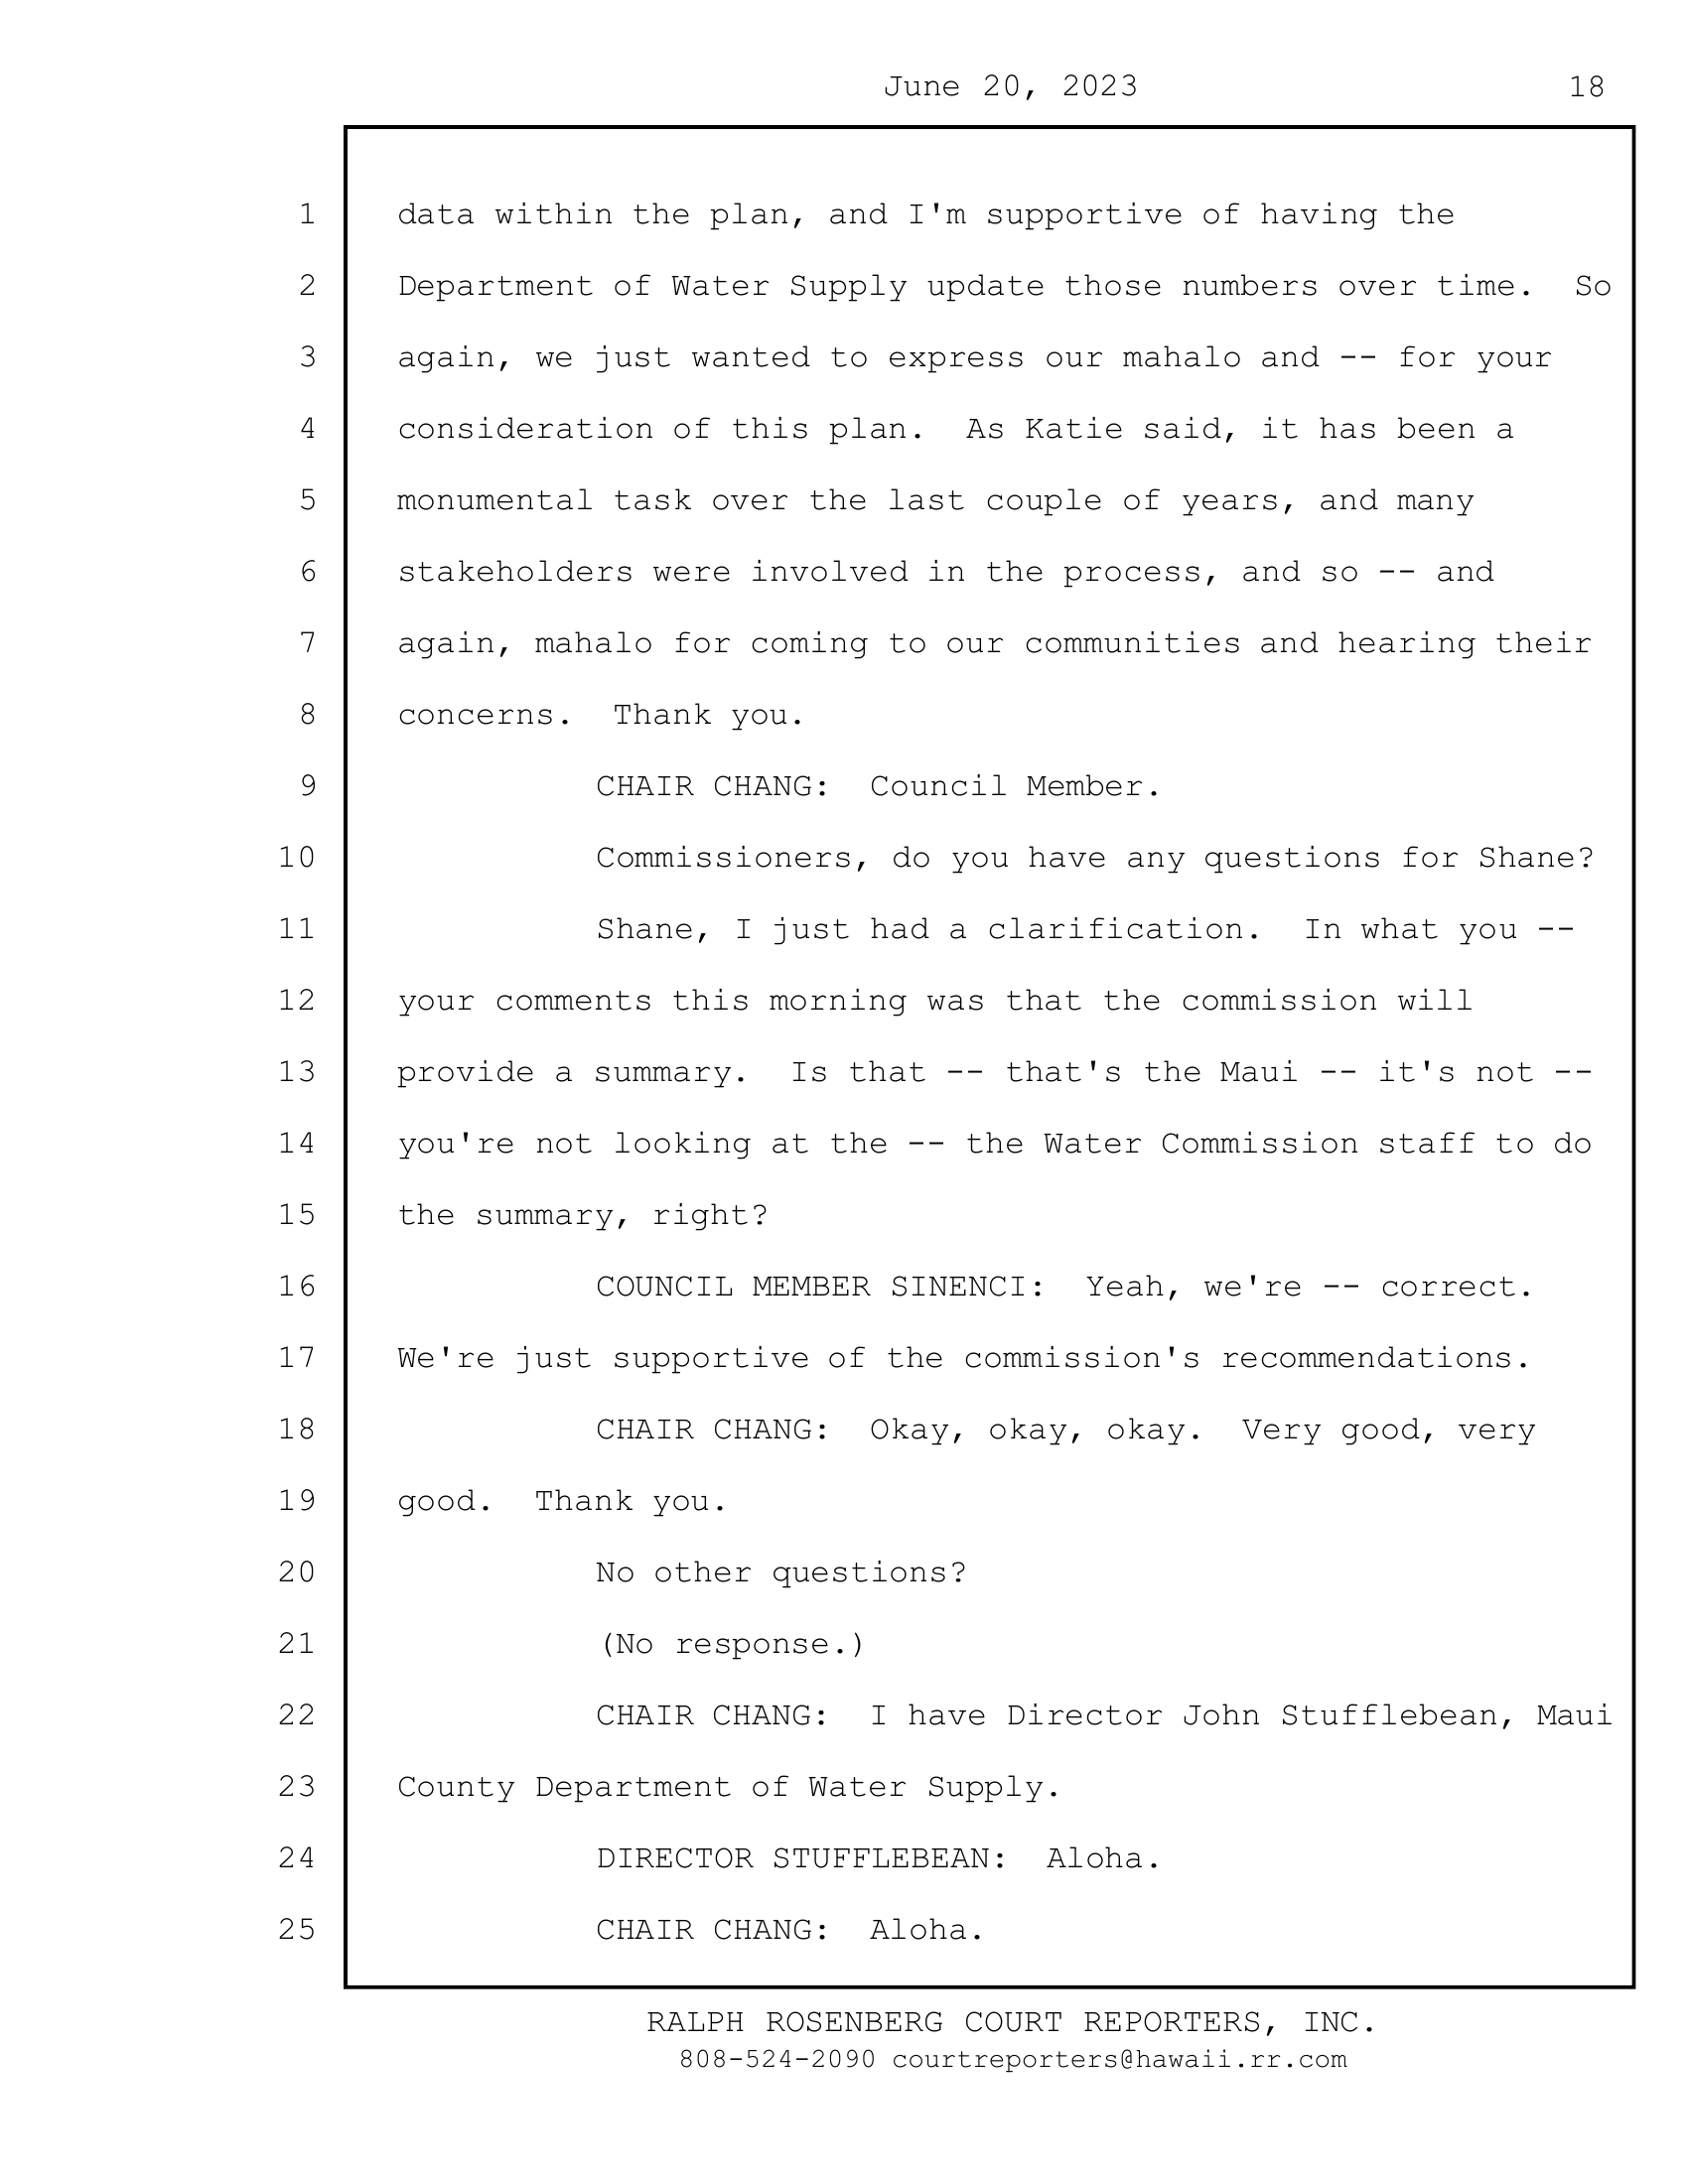 June 20, 2023 18
1 data within the plan, and I'm supportive of having the
2 Department of Water Supply update those numbers over time.  So
3 again, we just wanted to express our mahalo and -- for your
4 consideration of this plan.  As Katie said, it has been a
5 monumental task over the last couple of years, and many
6 stakeholders were involved in the process, and so -- and
7 again, mahalo for coming to our communities and hearing their
8 concerns.  Thank you.
9 CHAIR CHANG:  Council Member.
10 Commissioners, do you have any questions for Shane?
11 Shane, I just had a clarification.  In what you --
12 your comments this morning was that the commission will
13 provide a summary.  Is that -- that's the Maui -- it's not --
14 you're not looking at the -- the Water Commission staff to do
15 the summary, right?
16 COUNCIL MEMBER SINENCI:  Yeah, we're -- correct.
17 We're just supportive of the commission's recommendations.
18 CHAIR CHANG:  Okay, okay, okay.  Very good, very
19 good.  Thank you.
20 No other questions?
21 (No response.)
22 CHAIR CHANG:  I have Director John Stufflebean, Maui
23 County Department of Water Supply.
24 DIRECTOR STUFFLEBEAN:  Aloha.
25 CHAIR CHANG:  Aloha.
RALPH ROSENBERG COURT REPORTERS, INC.
808-524-2090 courtreporters@hawaii.rr.com